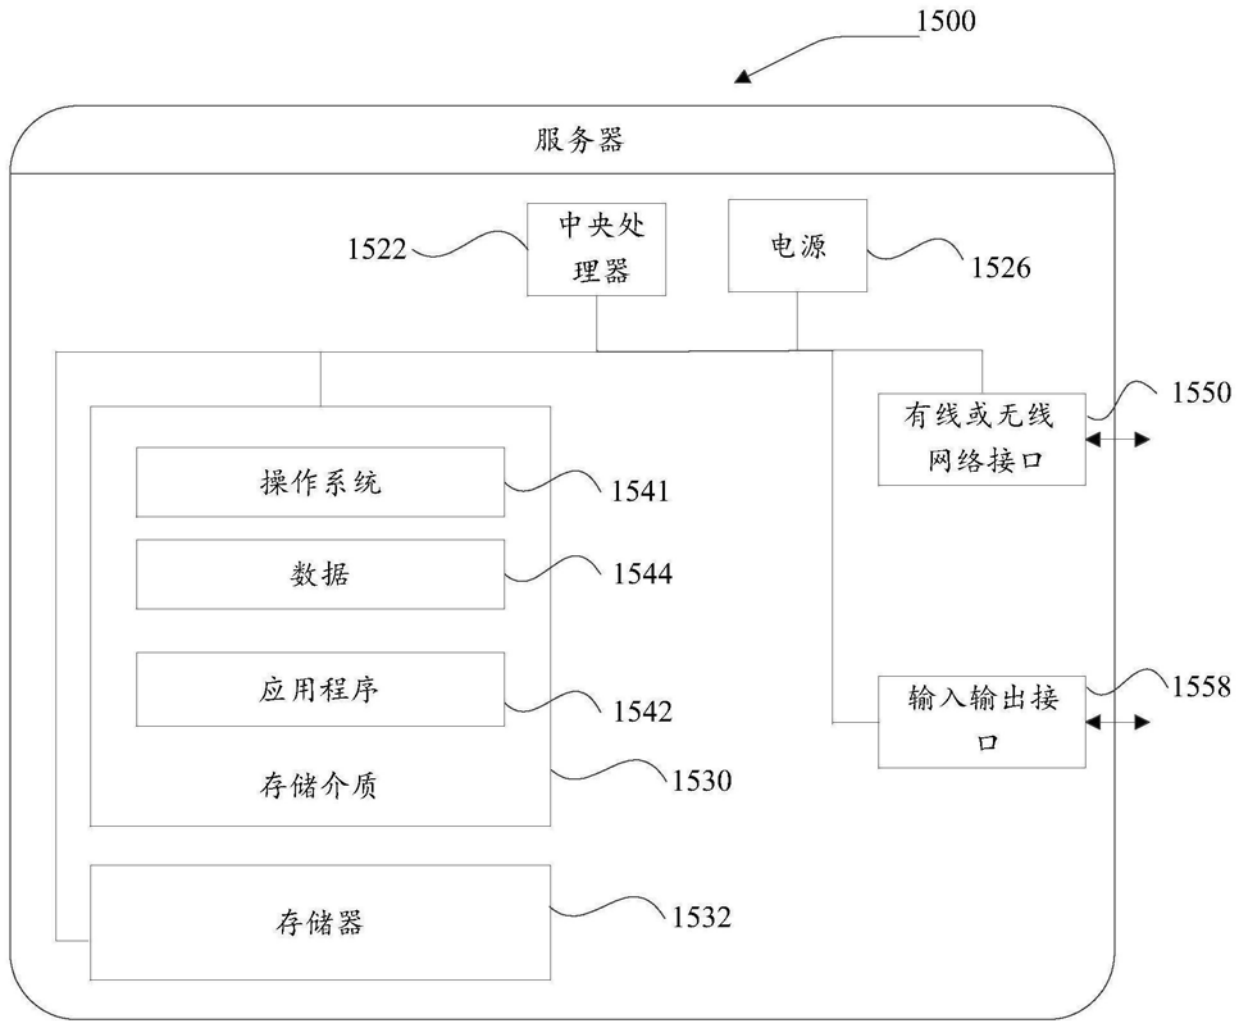 1500
服务器
中央处
理器
1522
电源
1526
有线或无线
网络接口
1550
操作系统
1541
数据
1544
应用程序
1542
存储介质
1530
输入输出接
口
1558
存储器
1532